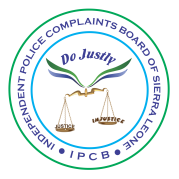 INDEPENDENT POLICE COMPLAINTS BOARD OF SIERRA LEONE
Do Justly
JUSTICE
INJUSTICE
• IPCB •